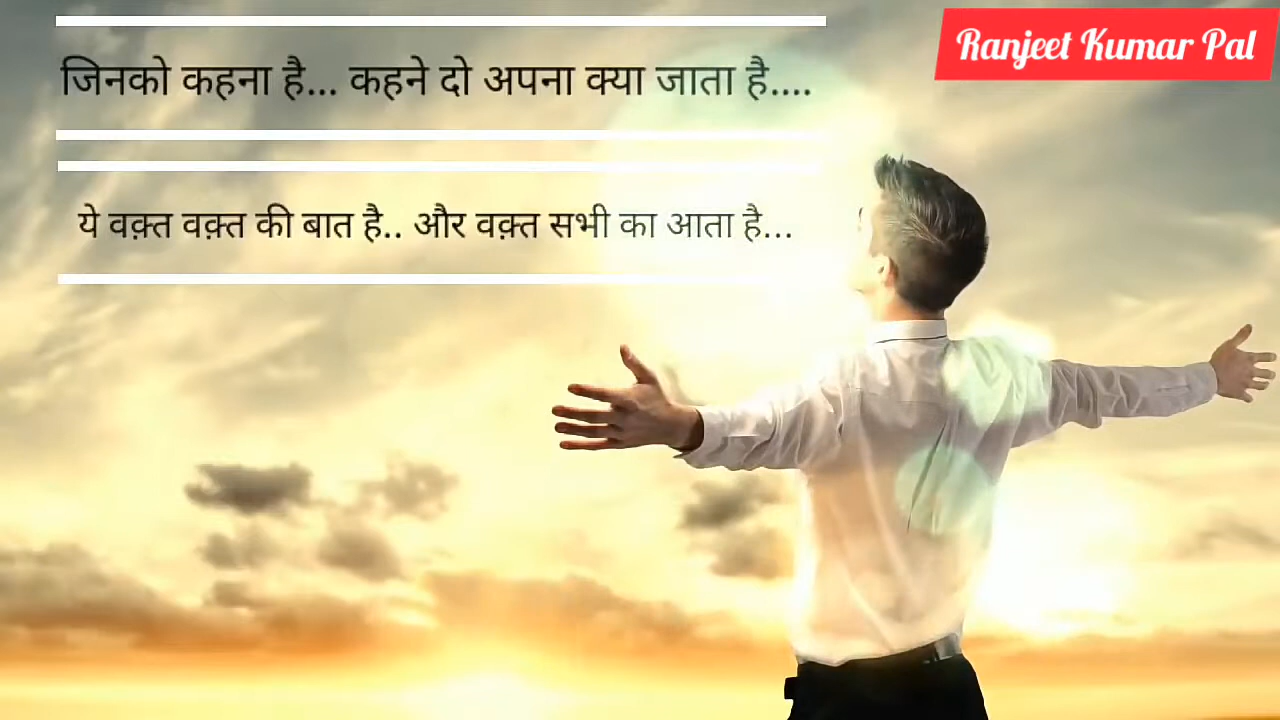 Ranjeet Kumar Pal
जिनको कहना है... कहने दो अपना क्या जाता है....
ये वक़्त वक़्त की बात है.. और वक़्त सभी का आता है...